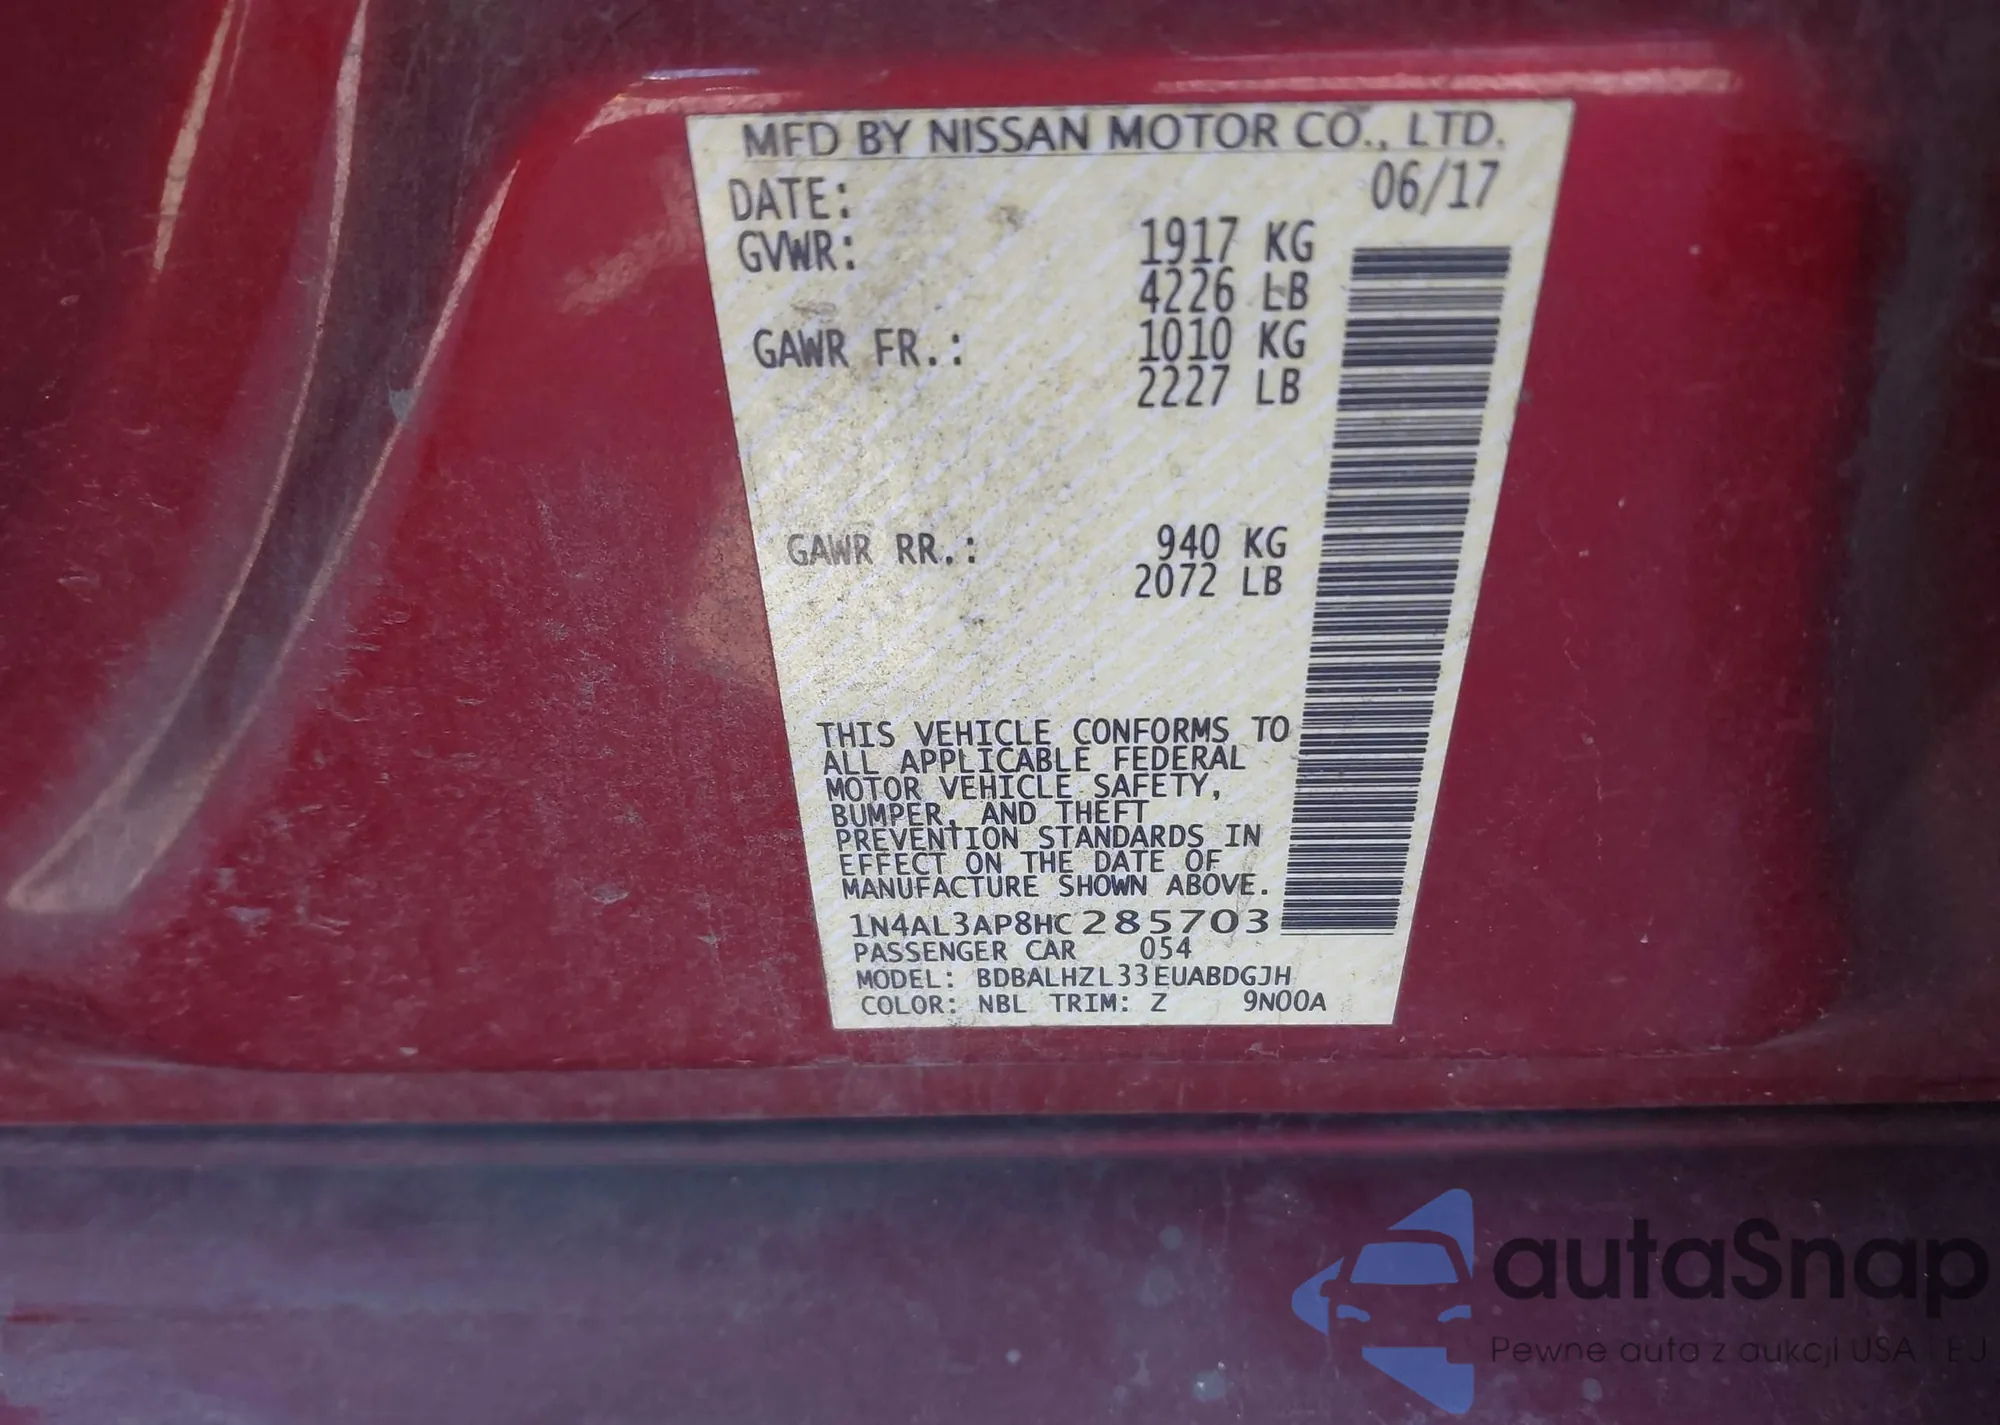 MFD BY NISSAN MOTOR CO., LTD.
DATE: 06/17
GVWR: 1917 KG
4226 LB
GAWR FR.: 1010 KG
2227 LB
GAWR RR.: 940 KG
2072 LB
THIS VEHICLE CONFORMS TO
ALL APPLICABLE FEDERAL
MOTOR VEHICLE SAFETY,
BUMPER, AND THEFT
PREVENTION STANDARDS IN
EFFECT ON THE DATE OF
MANUFACTURE SHOWN ABOVE.
1N4AL3AP8HC285703
PASSENGER CAR 054
MODEL: BDBALHZL33EUABDGJH
COLOR: NBL TRIM: Z 9N00A
autaSnap
Pewne auta z aukcji USA i EU